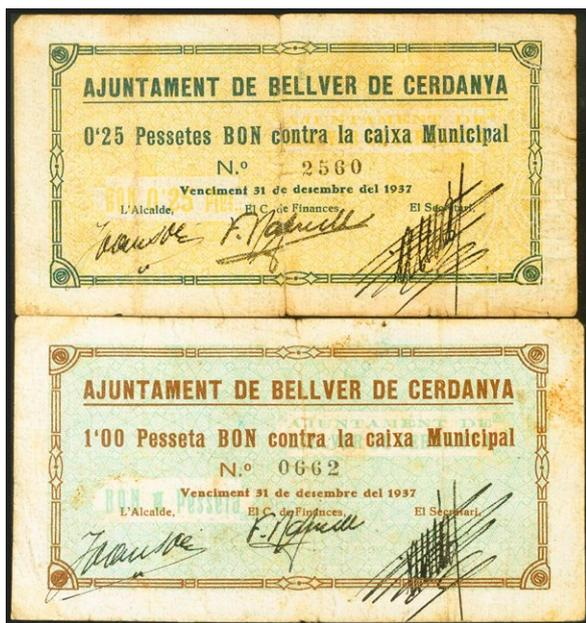 AJUNTAMENT DE BELLVER DE CERDANYA
0'25 Pessetes BON contra la caixa Municipal
N.º 2560
Venciment 31 de desembre del 1937
L'Alcalde, El C. de Finances, El Secretari,
AJUNTAMENT DE BELLVER DE CERDANYA
1'00 Pesseta BON contra la caixa Municipal
N.º 0662
Venciment 31 de desembre del 1937
L'Alcalde, El C. de Finances, El Secretari,